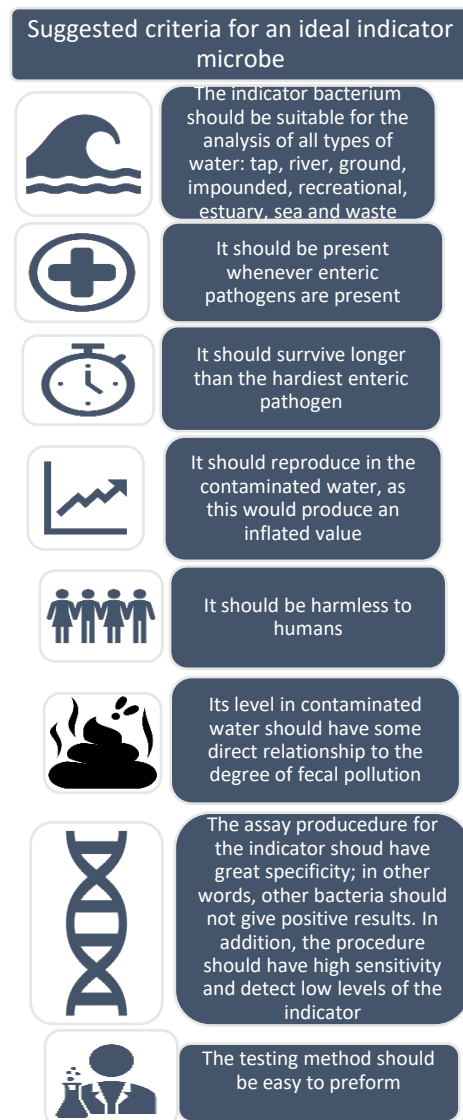 Suggested criteria for an ideal indicator
microbe
The indicator bacterium
should be suitable for the
analysis of all types of
water: tap, river, ground,
impounded, recreational,
estuary, sea and waste
It should be present
whenever enteric
pathogens are present
It should surrvive longer
than the hardiest enteric
pathogen
It should reproduce in the
contaminated water, as
this would produce an
inflated value
It should be harmless to
humans
Its level in contaminated
water should have some
direct relationship to the
degree of fecal pollution
The assay producedure for
the indicator shoud have
great specificity; in other
words, other bacteria should
not give positive results. In
addition, the procedure
should have high sensitivity
and detect low levels of the
indicator
The testing method should
be easy to preform